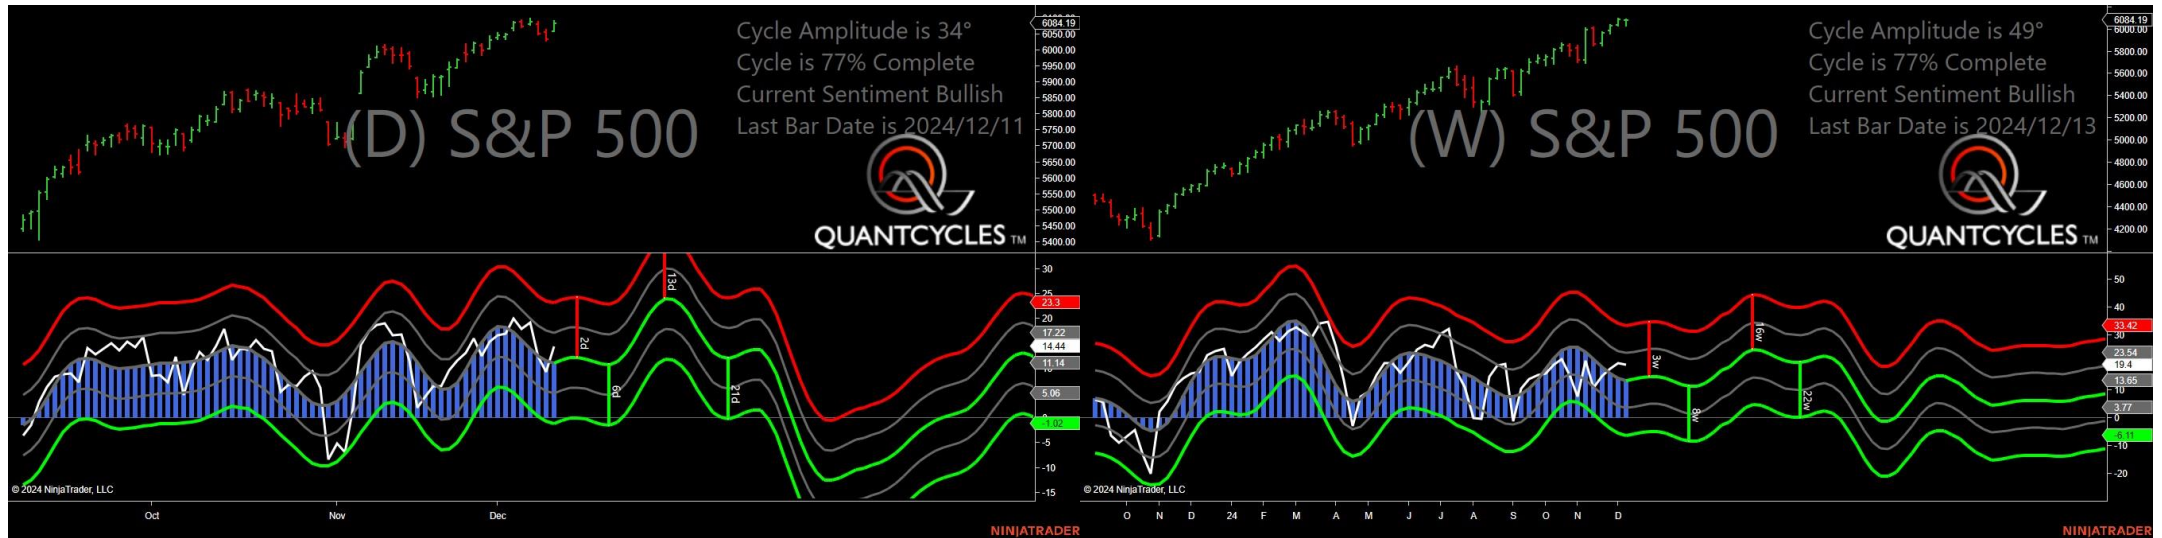 Cycle Amplitude is 34°
Cycle is 77% Complete
Current Sentiment Bullish
Last Bar Date is 2024/12/11
(D) S&P 500
QUANTCYCLES TM
6084.19
6050.00
6000.00
5950.00
5900.00
5850.00
5800.00
5750.00
5700.00
5650.00
5600.00
5550.00
5500.00
5450.00
5400.00
2d
6d
13d
21d
30
25
23.3
20
17.22
14.44
11.14
5.06
0
-1.02
-5
-10
-15
© 2024 NinjaTrader, LLC
Oct Nov Dec
NINJATRADER
Cycle Amplitude is 49°
Cycle is 77% Complete
Current Sentiment Bullish
Last Bar Date is 2024/12/13
(W) S&P 500
QUANTCYCLES TM
6084.19
6000.00
5800.00
5600.00
5400.00
5200.00
5000.00
4800.00
4600.00
4400.00
4200.00
3w
8w
16w
22w
50
40
33.42
30
23.54
19.4
13.65
10
3.77
0
-6.11
-10
-20
© 2024 NinjaTrader, LLC
O N D 24 F M A M J J A S O N D
NINJATRADER